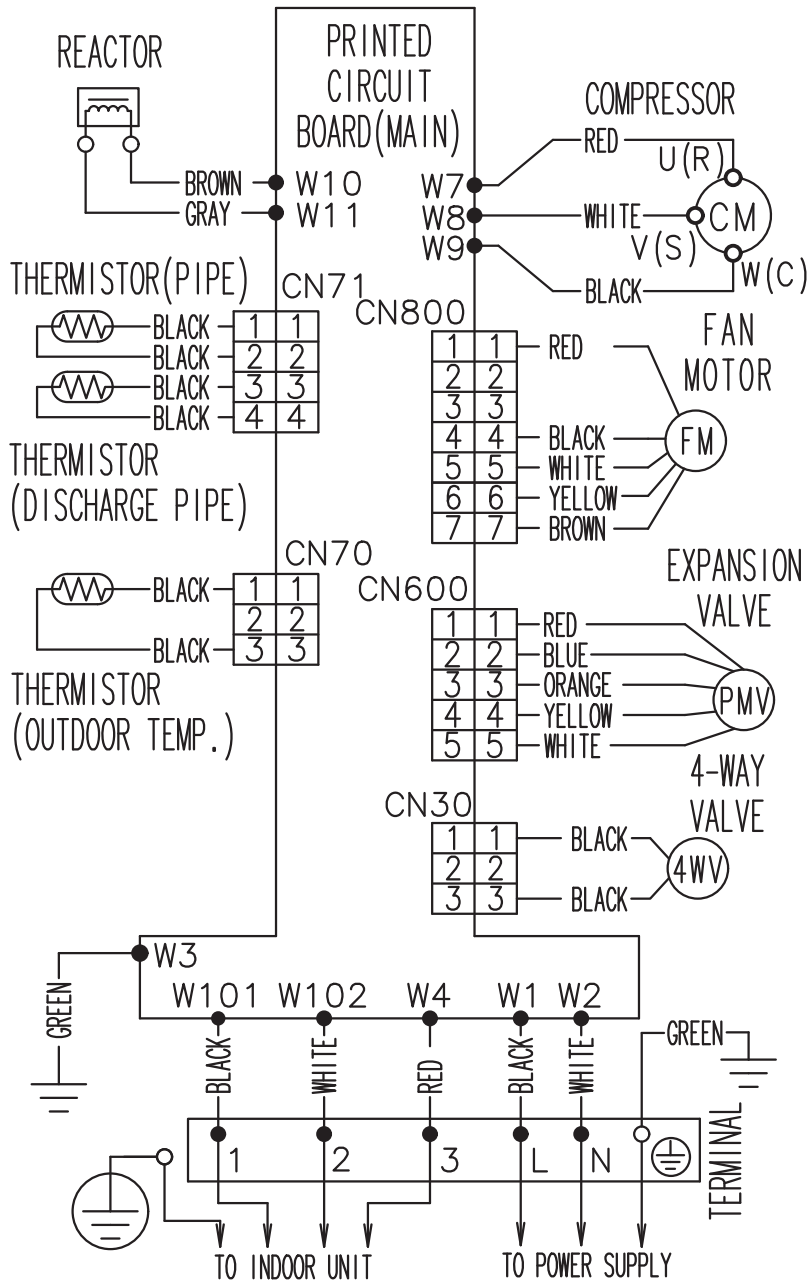 REACTOR
PRINTED
CIRCUIT
BOARD(MAIN)
COMPRESSOR
RED
U(R)
BROWN
W10
W7
GRAY
W11
W8
WHITE
CM
V(S)
W9
BLACK
W(C)
THERMISTOR(PIPE)
CN71
BLACK 1 1
BLACK 2 2
BLACK 3 3
BLACK 4 4
THERMISTOR
(DISCHARGE PIPE)
CN800
FAN
MOTOR
1 1 RED
2 2
3 3
4 4 BLACK
5 5 WHITE
6 6 YELLOW
7 7 BROWN
FM
CN70
BLACK 1 1
2 2
BLACK 3 3
THERMISTOR
(OUTDOOR TEMP.)
CN600
EXPANSION
VALVE
1 1 RED
2 2 BLUE
3 3 ORANGE
4 4 YELLOW
5 5 WHITE
PMV
4-WAY
VALVE
CN30
1 1 BLACK
2 2
3 3 BLACK
4WV
W3
GREEN
W101 W102 W4 W1 W2
BLACK WHITE RED BLACK WHITE
GREEN
1 2 3 L N
TERMINAL
TO INDOOR UNIT
TO POWER SUPPLY